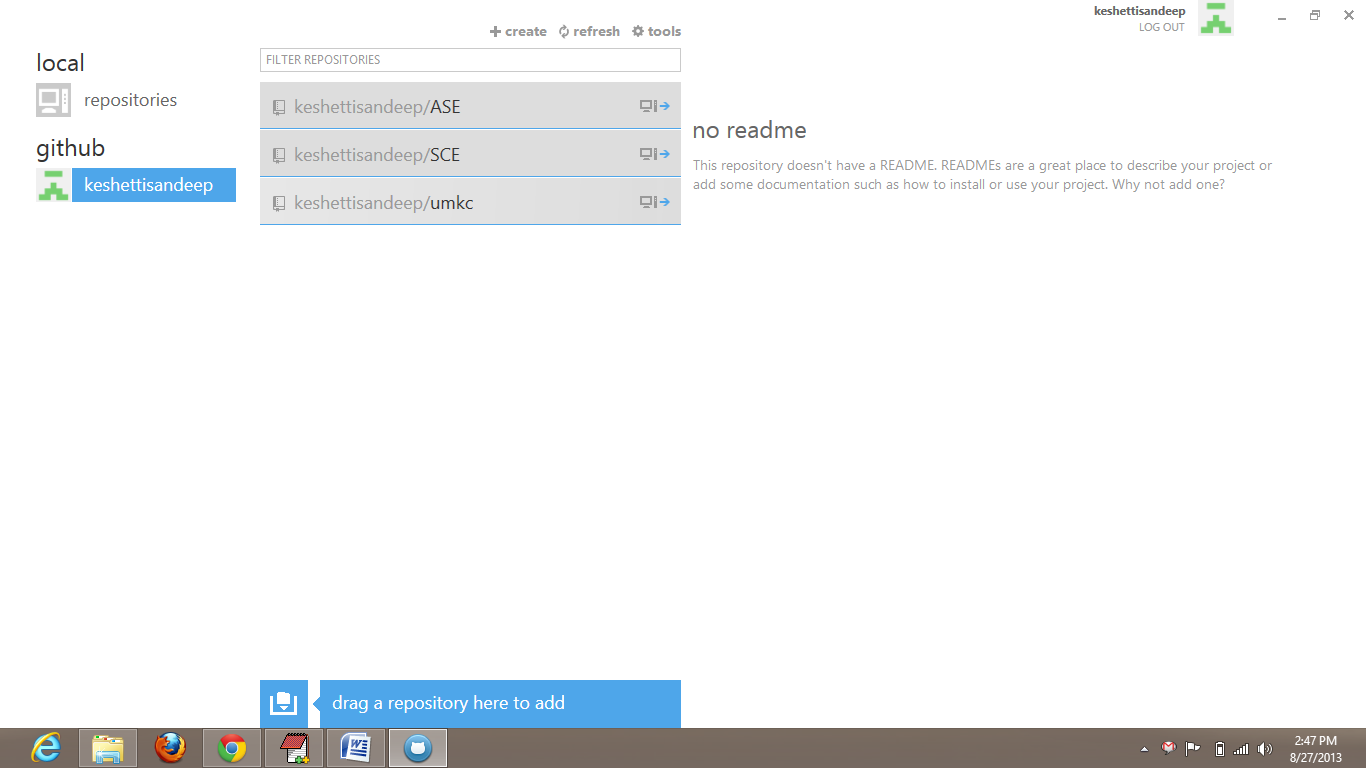 keshettisandeep
LOG OUT
create refresh tools
local
FILTER REPOSITORIES
repositories
keshettisandeep/ASE
no readme
github
keshettisandeep/SCE
This repository doesn't have a README. READMEs are a great place to describe your project or
add some documentation such as how to install or use your project. Why not add one?
keshettisandeep
keshettisandeep/umkc
drag a repository here to add
2:47 PM
8/27/2013